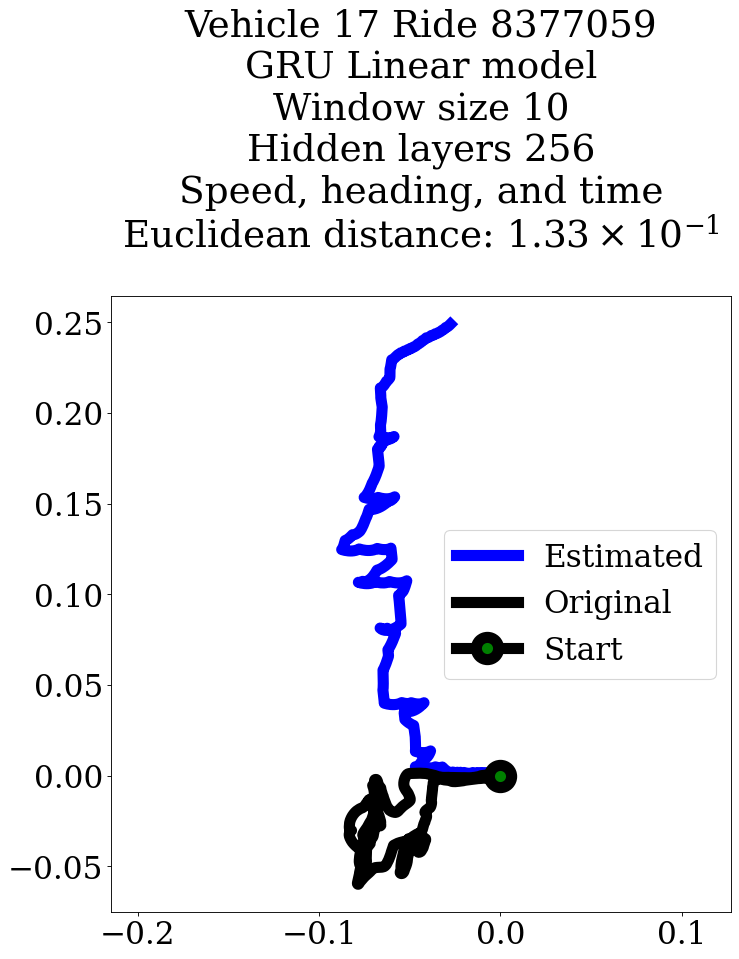 Vehicle 17 Ride 8377059
GRU Linear model
Window size 10
Hidden layers 256
Speed, heading, and time
Euclidean distance: 1.33 × 10⁻¹
0.25
0.20
0.15
0.10
0.05
0.00
−0.05
Estimated
Original
Start
−0.2
−0.1
0.0
0.1